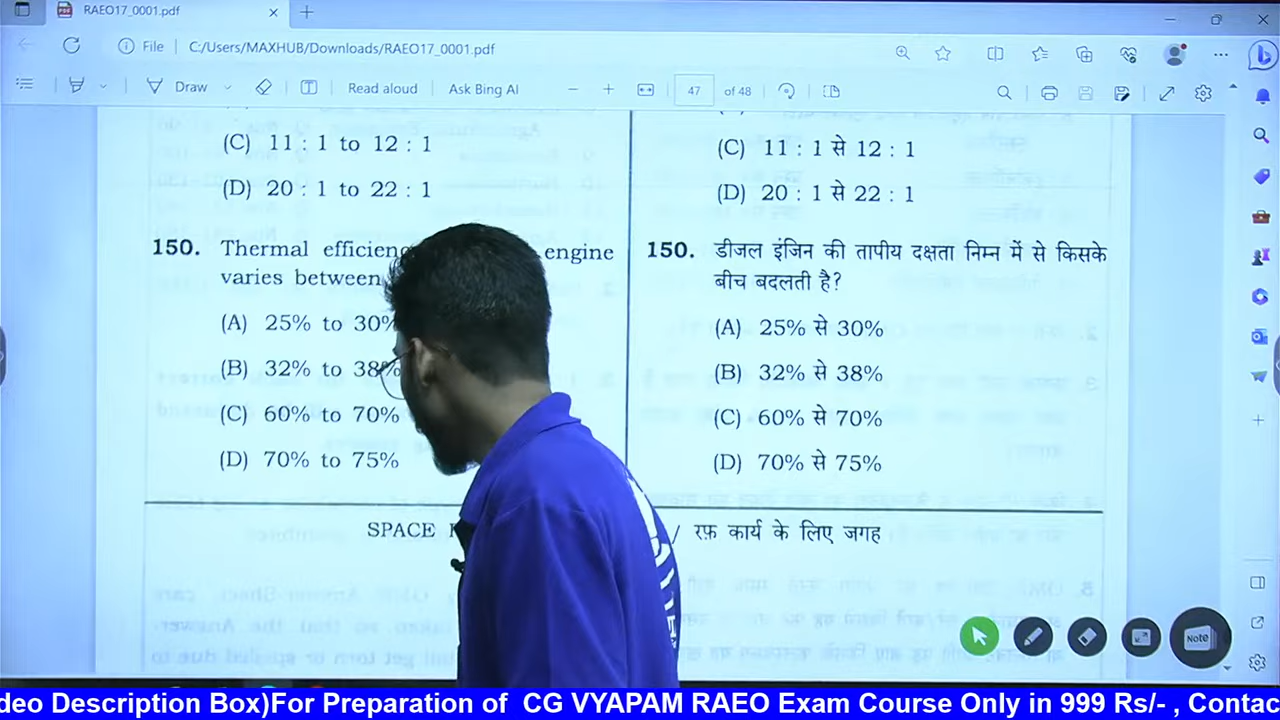 RAEO17_0001.pdf
File
C:/Users/MAXHUB/Downloads/RAEO17_0001.pdf
Draw
Read aloud
Ask Bing AI
47
of 48
(C) 11 : 1 to 12 : 1
(D) 20 : 1 to 22 : 1
150. Thermal engine
varies between
(A) 25% to 30%
(B) 32% to 38%
(C) 60% to 70%
(D) 70% to 75%
(C) 11 : 1 से 12 : 1
(D) 20 : 1 से 22 : 1
150. डीजल इंजिन की तापीय दक्षता निम्न में से किसके
बीच बदलती है?
(A) 25% से 30%
(B) 32% से 38%
(C) 60% से 70%
(D) 70% से 75%
SPACE / रफ़ कार्य के लिए जगह
Note
Description Box)For Preparation of CG VYAPAM RAEO Exam Course Only in 999 Rs/- ,